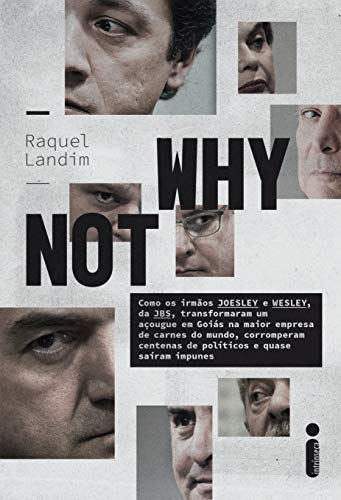 Raquel
Landim
WHY
NOT
Como os irmãos JOESLEY e WESLEY,
da JBS, transformaram um
açougue em Goiás na maior empresa
de carnes do mundo, corromperam
centenas de políticos e quase
saíram impunes
intrínseca